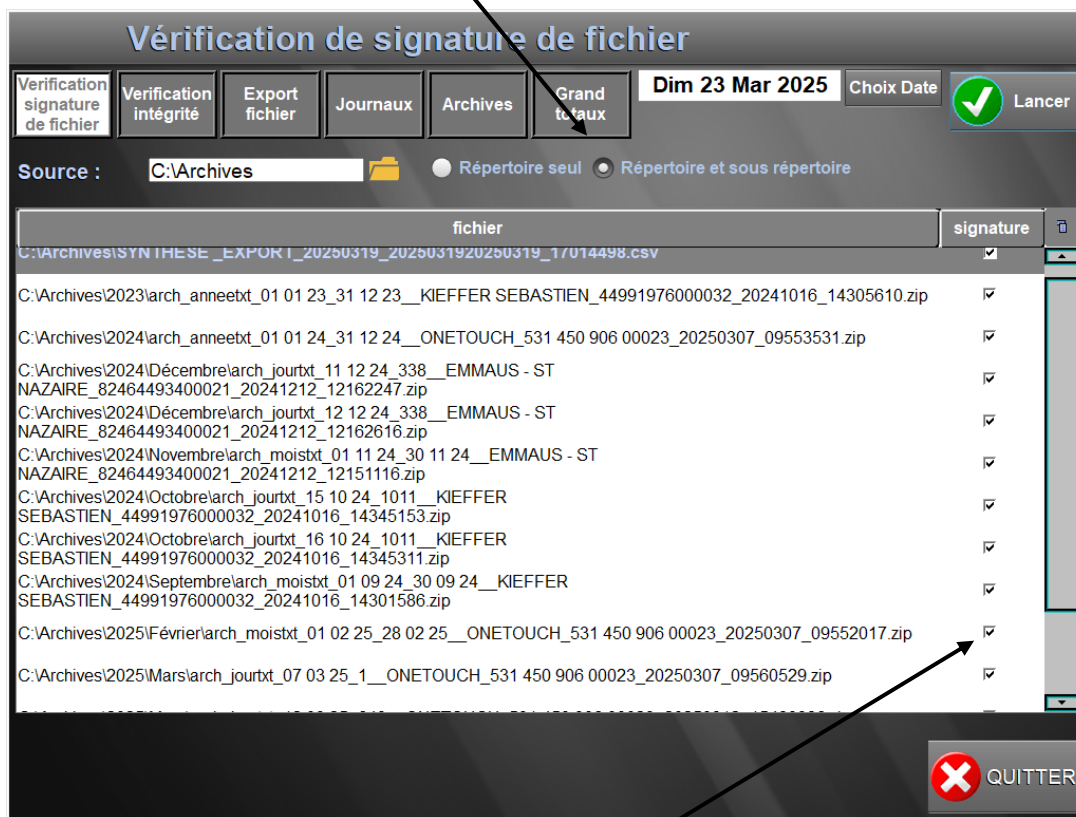 Vérification de signature de fichier
Verification signature de fichier
Verification intégrité
Export fichier
Journaux
Archives
Grand totaux
Dim 23 Mar 2025
Choix Date
Lancer
Source :
C:\Archives
Répertoire seul
Répertoire et sous répertoire
fichier
signature
C:\Archives\SYNTHESE _EXPORT_20250319_2025031920250319_17014498.csv
C:\Archives\2023\arch_anneetxt_01 01 23_31 12 23__KIEFFER SEBASTIEN_44991976000032_20241016_14305610.zip
C:\Archives\2024\arch_anneetxt_01 01 24_31 12 24__ONETOUCH_531 450 906 00023_20250307_09553531.zip
C:\Archives\2024\Décembre\arch_jourtxt_11 12 24_338__EMMAUS - ST
NAZAIRE_82464493400021_20241212_12162247.zip
C:\Archives\2024\Décembre\arch_jourtxt_12 12 24_338__EMMAUS - ST
NAZAIRE_82464493400021_20241212_12162616.zip
C:\Archives\2024\Novembre\arch_moistxt_01 11 24_30 11 24__EMMAUS - ST
NAZAIRE_82464493400021_20241212_12151116.zip
C:\Archives\2024\Octobre\arch_jourtxt_15 10 24_1011__KIEFFER
SEBASTIEN_44991976000032_20241016_14345153.zip
C:\Archives\2024\Octobre\arch_jourtxt_16 10 24_1011__KIEFFER
SEBASTIEN_44991976000032_20241016_14345311.zip
C:\Archives\2024\Septembre\arch_moistxt_01 09 24_30 09 24__KIEFFER
SEBASTIEN_44991976000032_20241016_14301586.zip
C:\Archives\2025\Février\arch_moistxt_01 02 25_28 02 25__ONETOUCH_531 450 906 00023_20250307_09552017.zip
C:\Archives\2025\Mars\arch_jourtxt_07 03 25_1__ONETOUCH_531 450 906 00023_20250307_09560529.zip
QUITTER